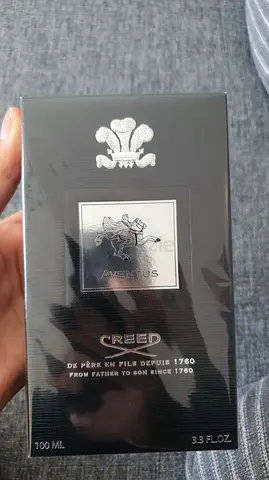 AVENTUS
CREED
DE PÈRE EN FILS DEPUIS 1760
FROM FATHER TO SON SINCE 1760
100 ML 3.3 FL.OZ.